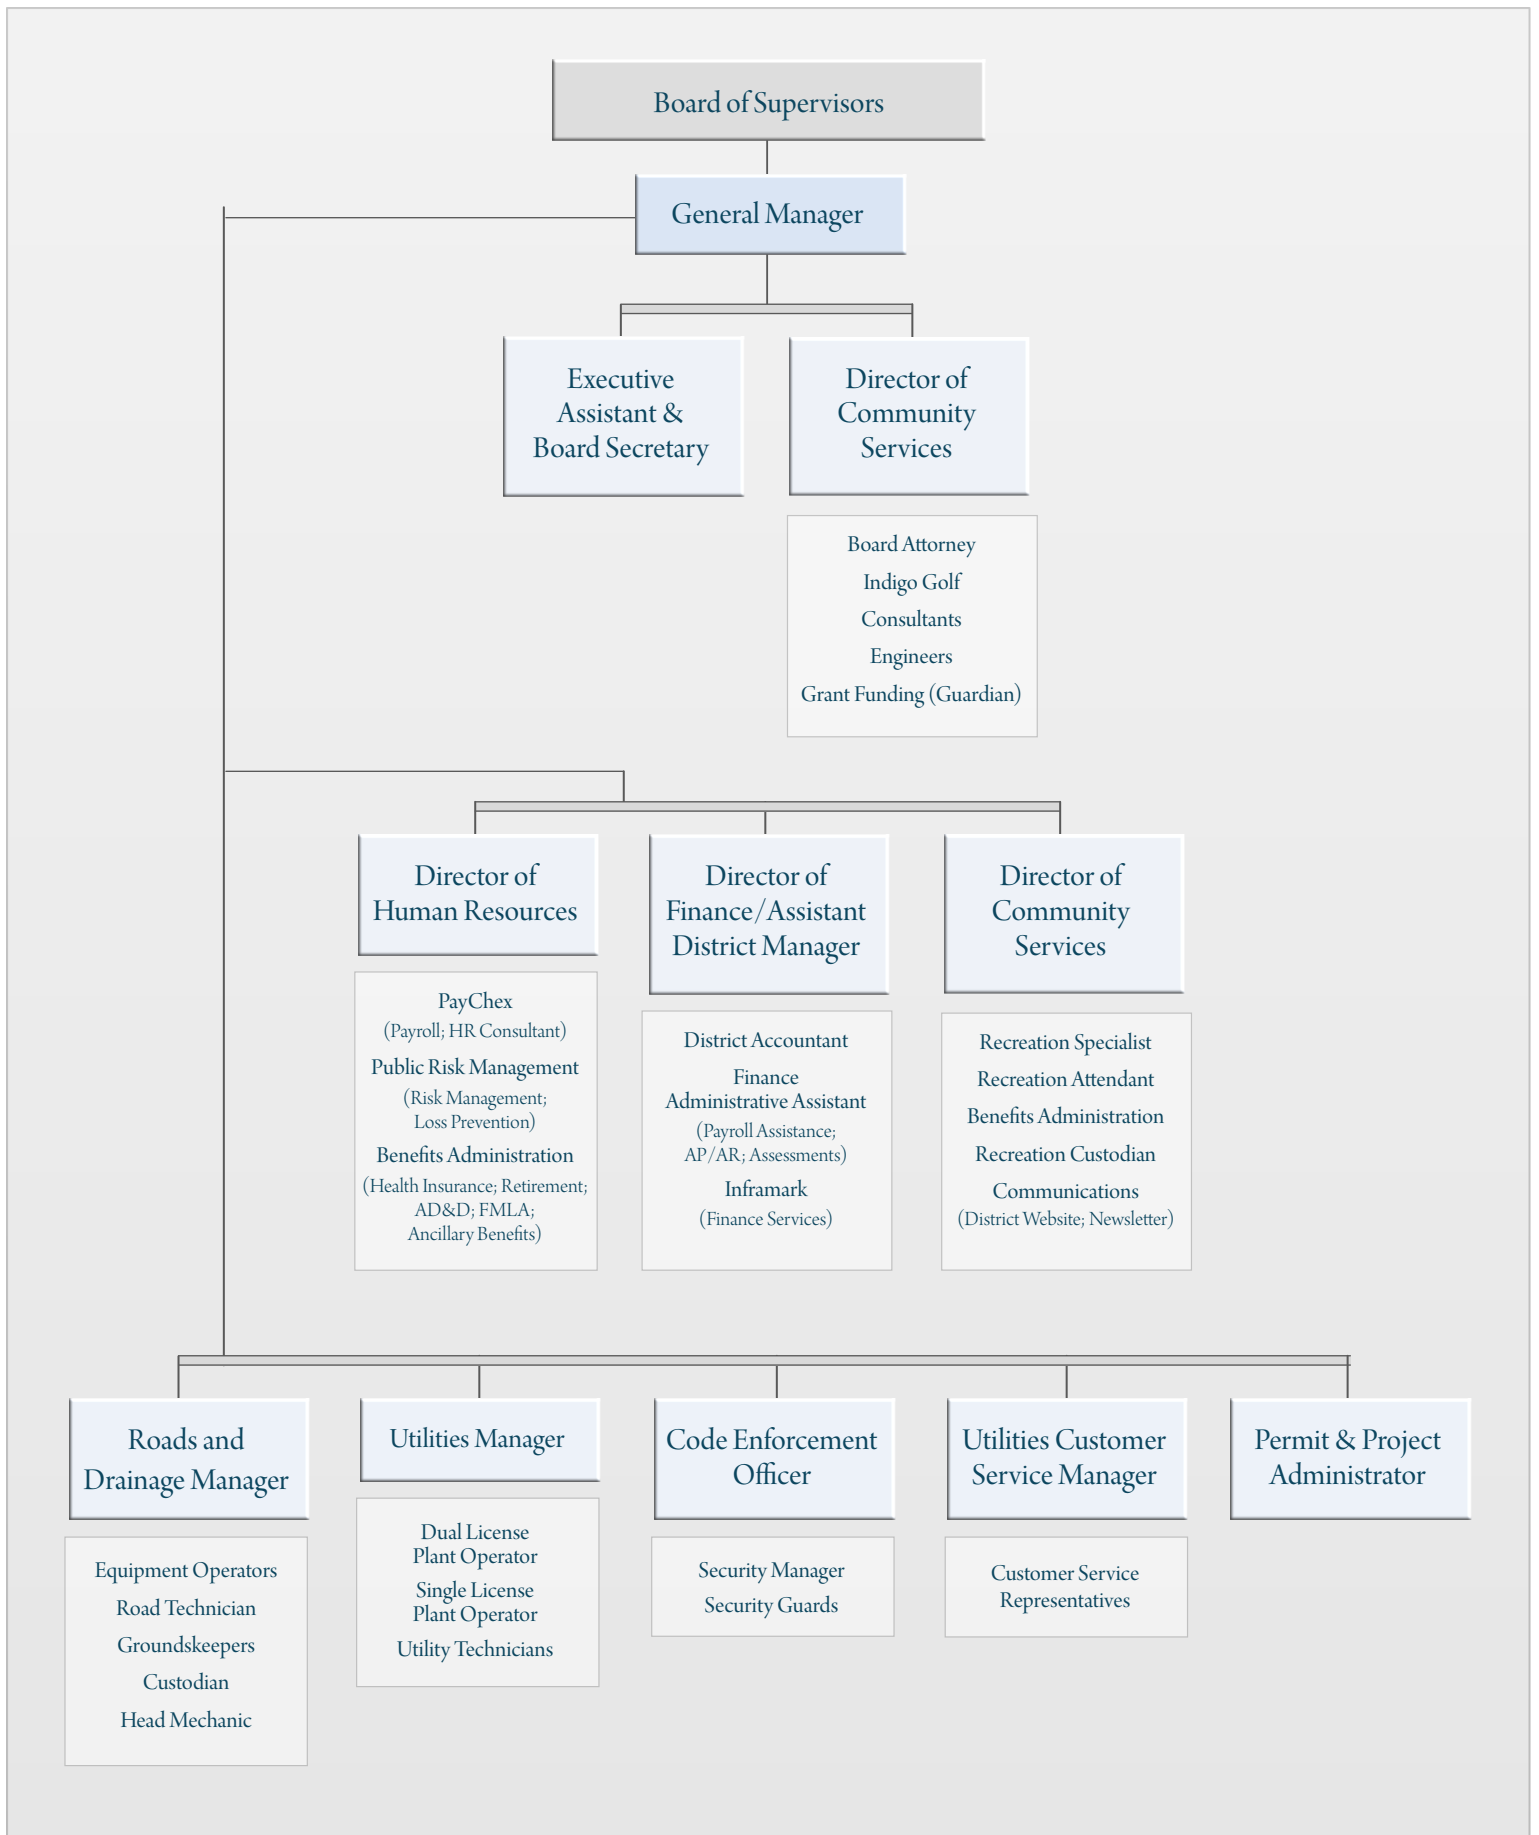 Board of Supervisors
General Manager
Executive
Assistant &
Board Secretary
Director of
Community
Services
Board Attorney
Indigo Golf
Consultants
Engineers
Grant Funding (Guardian)
Director of
Human Resources
PayChex
(Payroll; HR Consultant)
Public Risk Management
(Risk Management;
Loss Prevention)
Benefits Administration
(Health Insurance; Retirement;
AD&D; FMLA;
Ancillary Benefits)
Director of
Finance/Assistant
District Manager
District Accountant
Finance
Administrative Assistant
(Payroll Assistance;
AP/AR; Assessments)
Inframark
(Finance Services)
Director of
Community
Services
Recreation Specialist
Recreation Attendant
Benefits Administration
Recreation Custodian
Communications
(District Website; Newsletter)
Roads and
Drainage Manager
Equipment Operators
Road Technician
Groundskeepers
Custodian
Head Mechanic
Utilities Manager
Dual License
Plant Operator
Single License
Plant Operator
Utility Technicians
Code Enforcement
Officer
Security Manager
Security Guards
Utilities Customer
Service Manager
Customer Service
Representatives
Permit & Project
Administrator